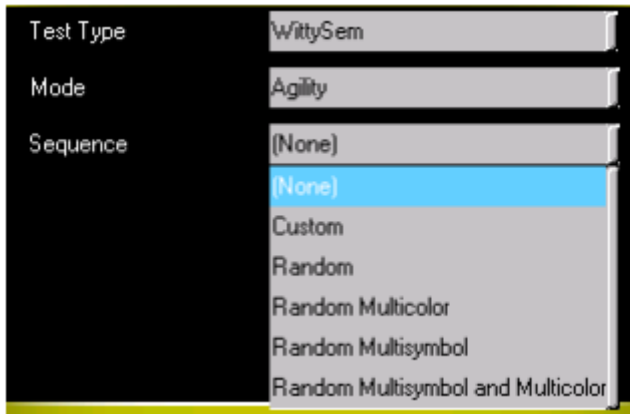 Test Type WittySem
Mode Agility
Sequence (None)
(None)
Custom
Random
Random Multicolor
Random Multisymbol
Random Multisymbol and Multicolor